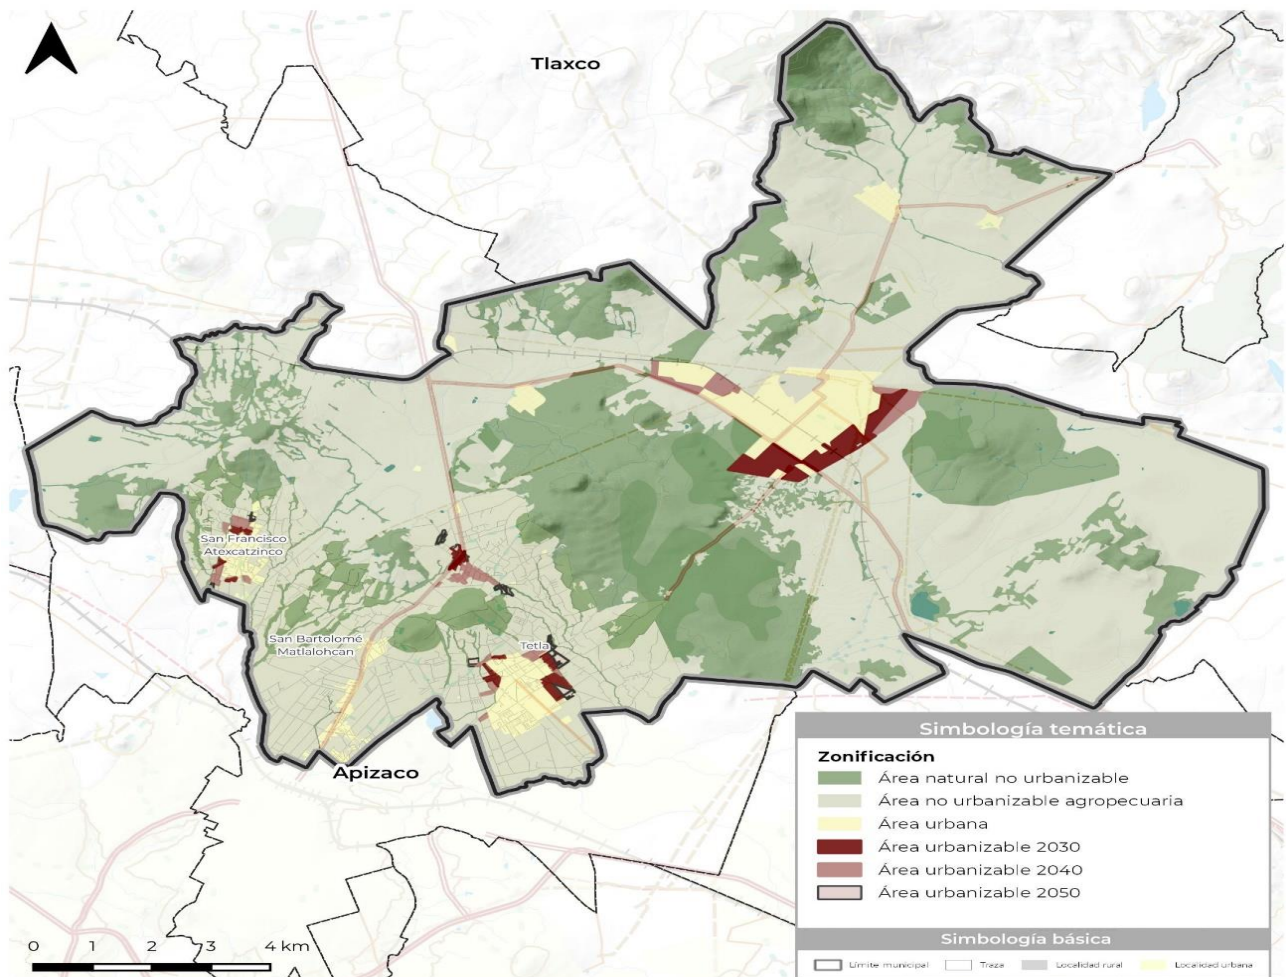 Tlaxco
San Francisco
Atexcatzinco
San Bartolomé
Matlalohcan
Tetla
Apizaco
Simbología temática
Zonificación
Área natural no urbanizable
Área no urbanizable agropecuaria
Área urbana
Área urbanizable 2030
Área urbanizable 2040
Área urbanizable 2050
Simbología básica
Límite municipal Traza Localidad rural Localidad urbana
0 1 2 3 4 km